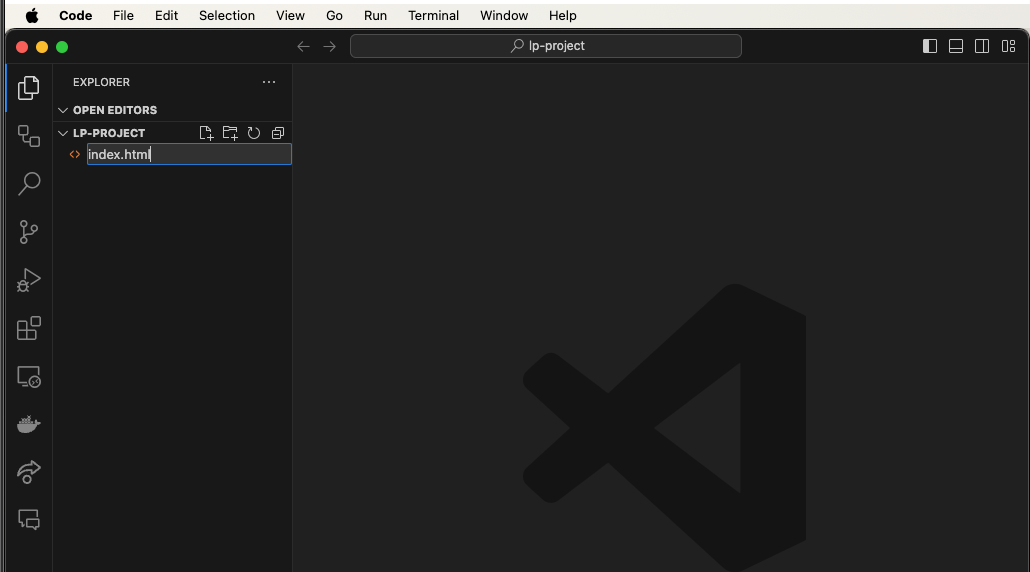 Code File Edit Selection View Go Run Terminal Window Help
lp-project
EXPLORER
OPEN EDITORS
LP-PROJECT
index.html